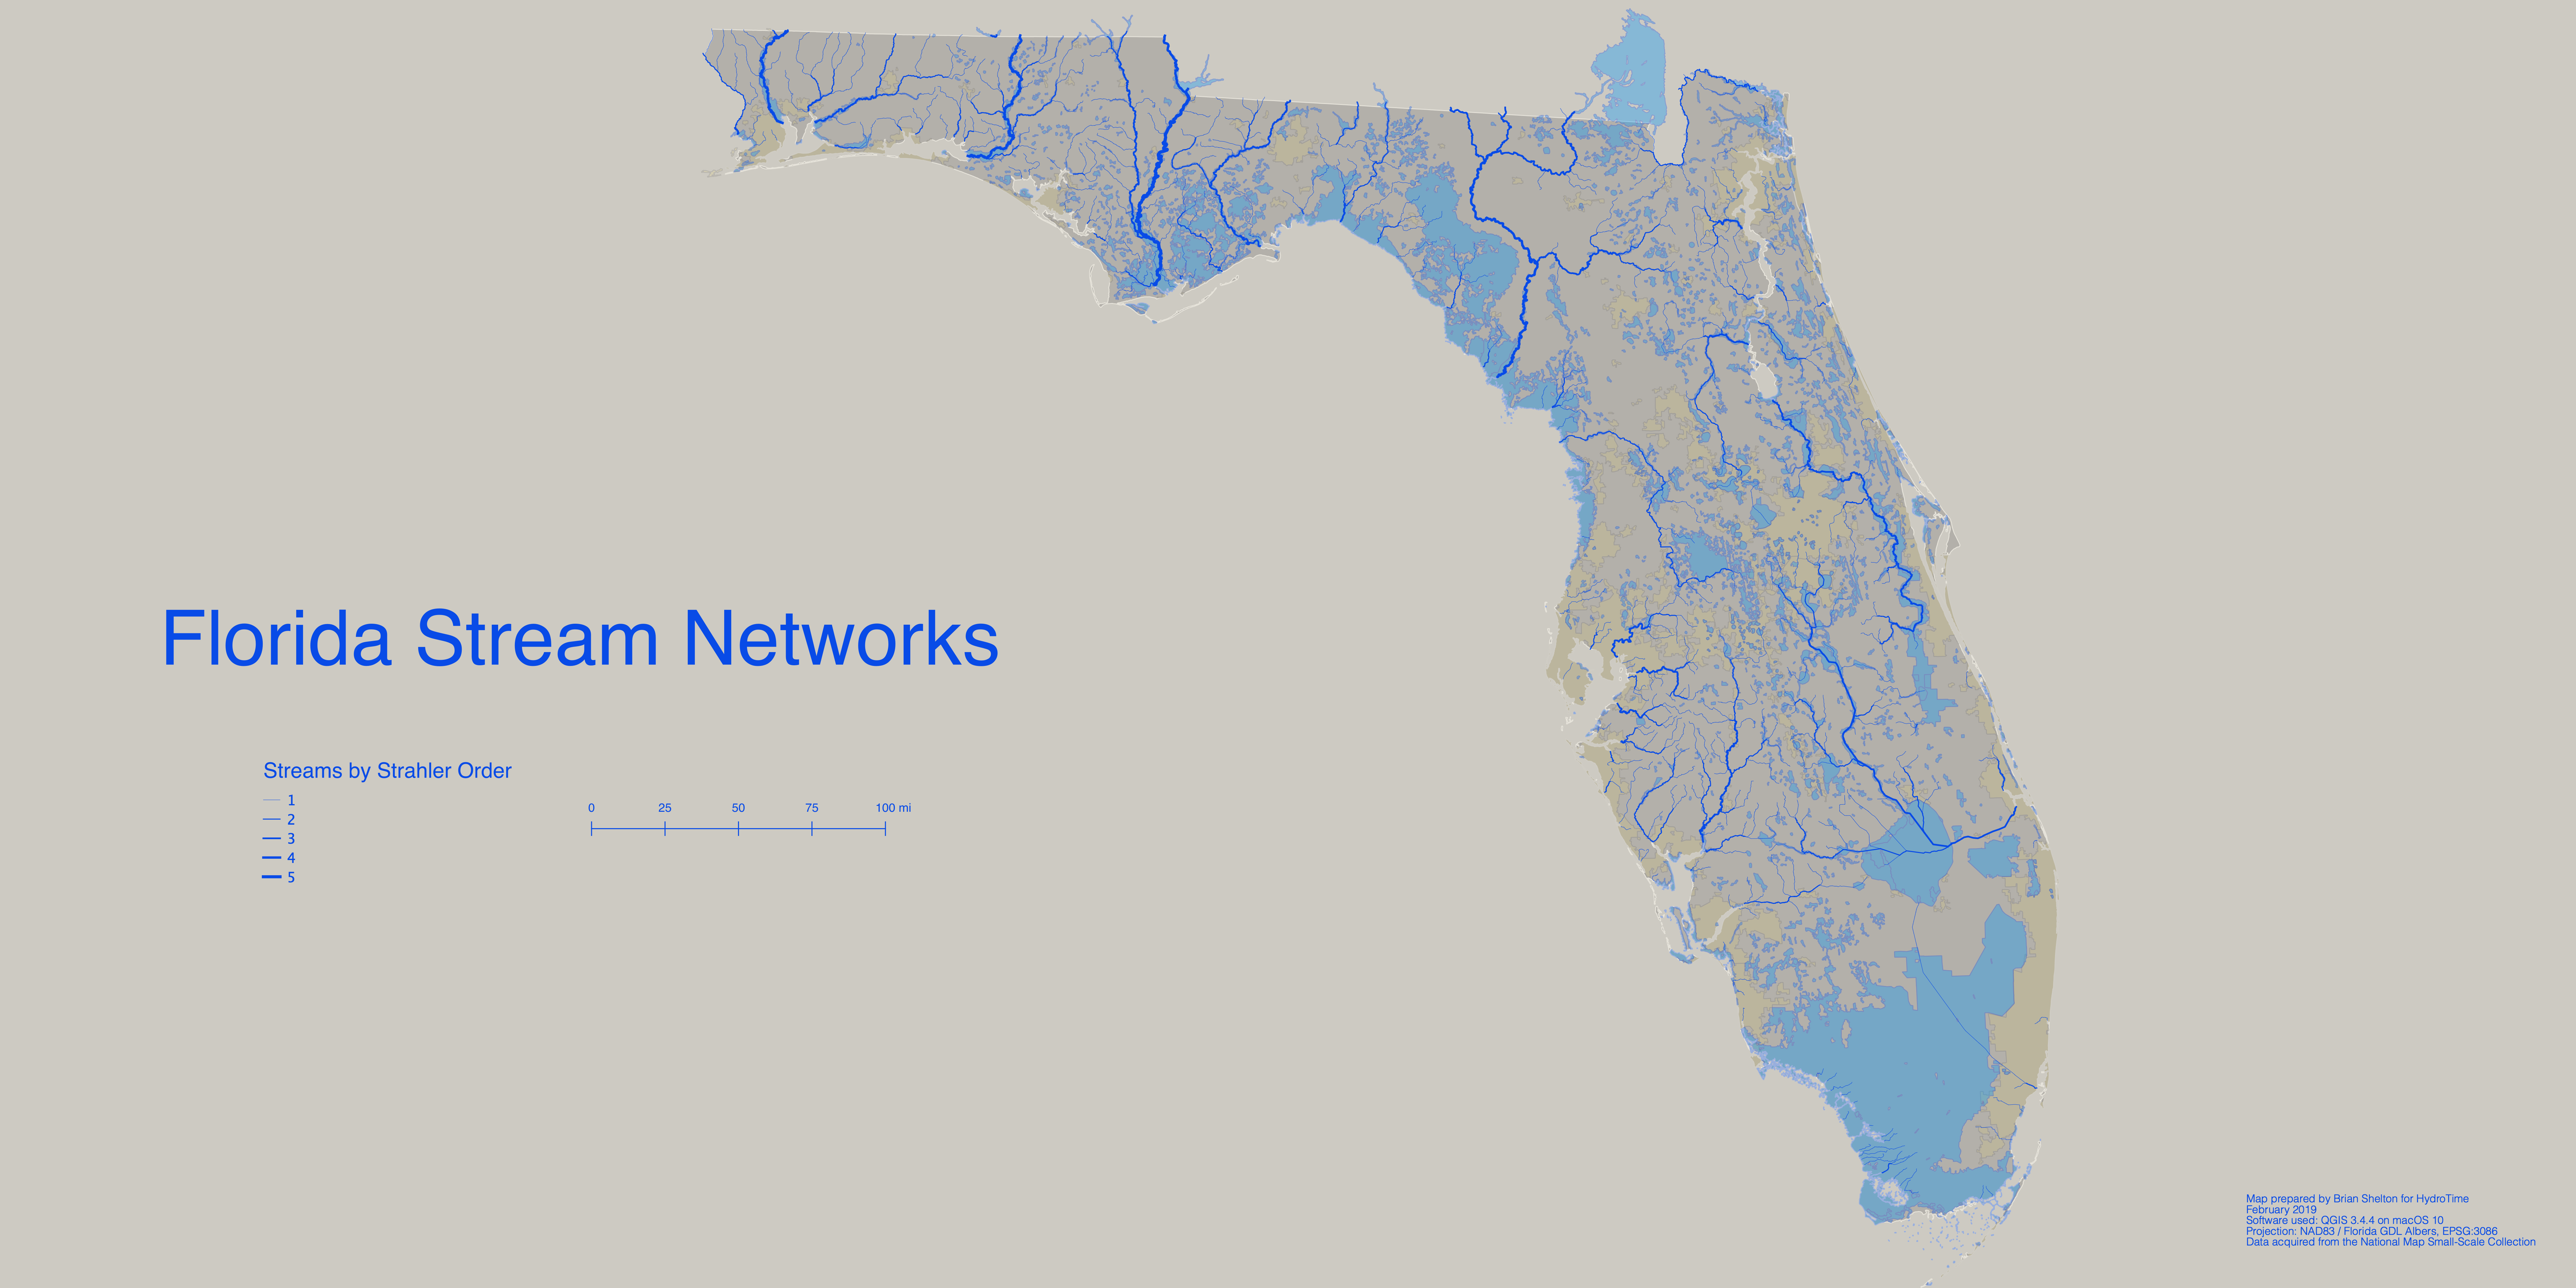 Florida Stream Networks
Streams by Strahler Order
1
2
3
4
5
0 25 50 75 100 mi
Map prepared by Brian Shelton for HydroTime
February 2019
Software used: QGIS 3.4.4 on macOS 10
Projection: NAD83 / Florida GDL Albers, EPSG:3086
Data acquired from the National Map Small-Scale Collection